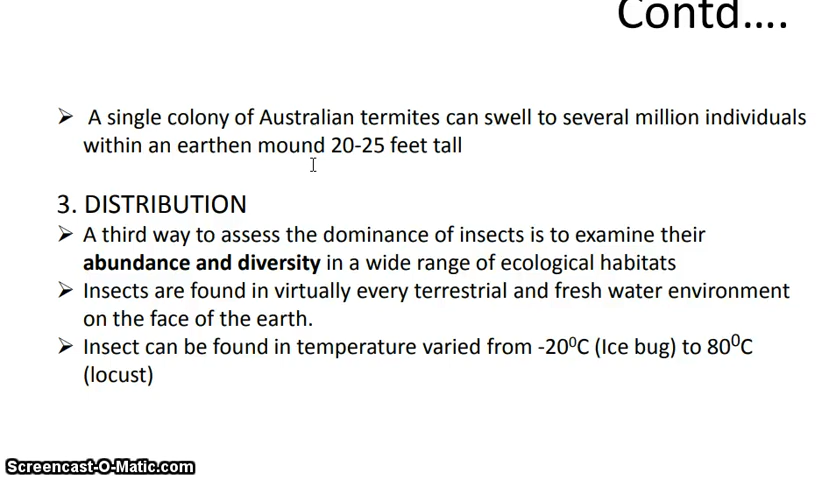 Contd....
➢ A single colony of Australian termites can swell to several million individuals
within an earthen mound 20-25 feet tall
3. DISTRIBUTION
➢ A third way to assess the dominance of insects is to examine their
abundance and diversity in a wide range of ecological habitats
➢ Insects are found in virtually every terrestrial and fresh water environment
on the face of the earth.
➢ Insect can be found in temperature varied from -20⁰C (Ice bug) to 80⁰C
(locust)
Screencast-O-Matic.com